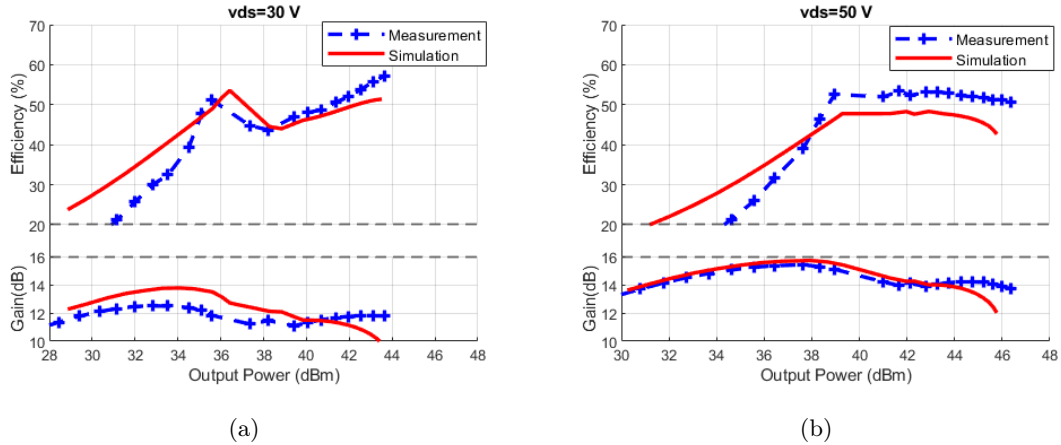 vds=30 V
70
60
50
40
30
20
Efficiency (%)
Measurement
Simulation
16
14
12
10
Gain(dB)
28 30 32 34 36 38 40 42 44 46 48
Output Power (dBm)
(a)
vds=50 V
70
60
50
40
30
20
Efficiency (%)
Measurement
Simulation
16
14
12
10
Gain(dB)
30 32 34 36 38 40 42 44 46 48
Output Power (dBm)
(b)